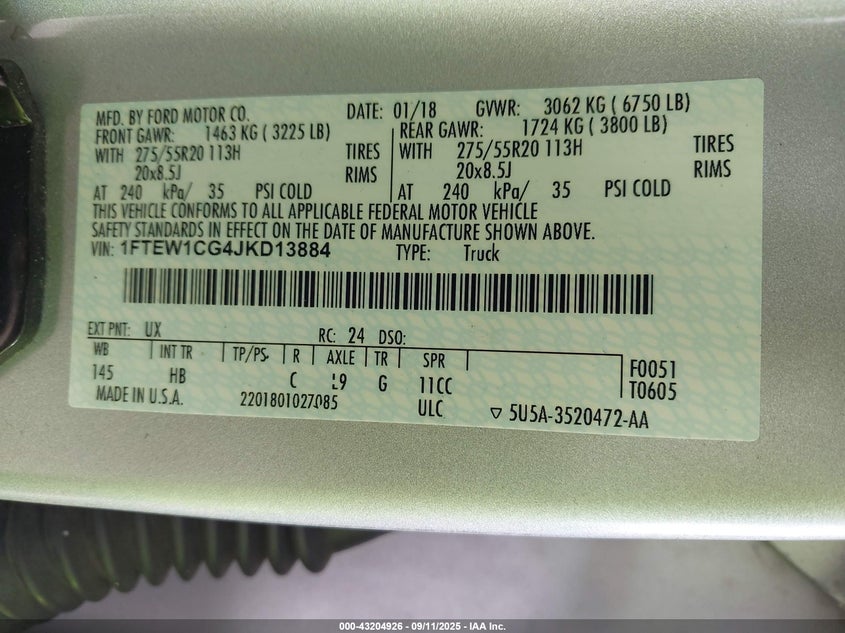 MFD. BY FORD MOTOR CO. DATE: 01/18 GVWR: 3062 KG ( 6750 LB)
FRONT GAWR: 1463 KG ( 3225 LB) REAR GAWR: 1724 KG ( 3800 LB)
WITH 275/55R20 113H TIRES WITH 275/55R20 113H TIRES
20x8.5J RIMS 20x8.5J RIMS
AT 240 kPa/ 35 PSI COLD AT 240 kPa/ 35 PSI COLD
THIS VEHICLE CONFORMS TO ALL APPLICABLE FEDERAL MOTOR VEHICLE
SAFETY STANDARDS IN EFFECT ON THE DATE OF MANUFACTURE SHOWN ABOVE.
VIN: 1FTEW1CG4JKD13884 TYPE: Truck
EXT PNT: UX RC: 24 DSO:
WB INT TR TP/PS R AXLE TR SPR
145 HB C L9 G 11CC F0051
T0605
MADE IN U.S.A. 2201801027085 ULC ▽ 5U5A-3520472-AA
000-43204926 - 09/11/2025 - IAA Inc.